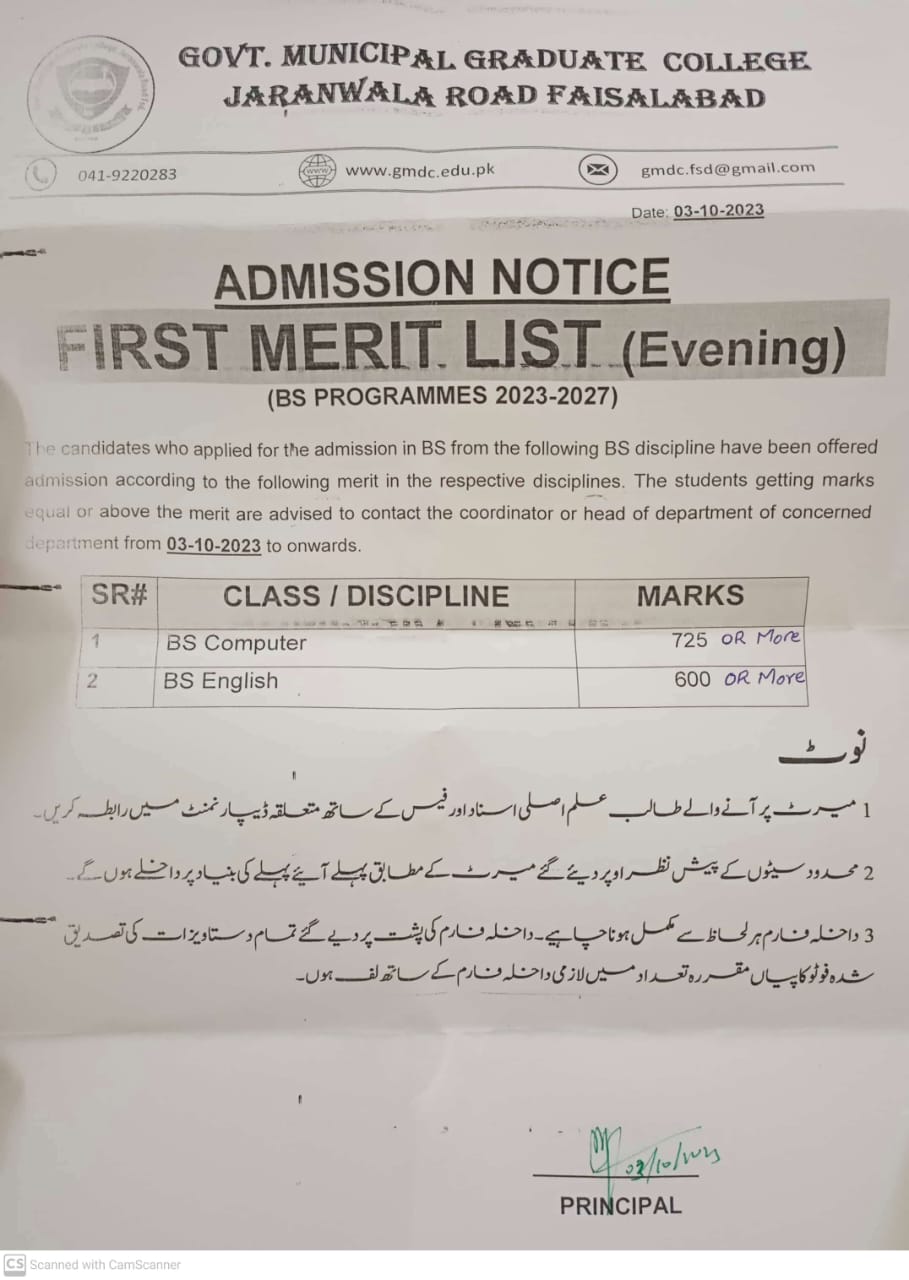 GOVT. MUNICIPAL GRADUATE COLLEGE
JARANWALA ROAD FAISALABAD
041-9220283 www.gmdc.edu.pk gmdc.fsd@gmail.com
Date: 03-10-2023
ADMISSION NOTICE
FIRST MERIT LIST (Evening)
(BS PROGRAMMES 2023-2027)
The candidates who applied for the admission in BS from the following BS discipline have been offered
admission according to the following merit in the respective disciplines. The students getting marks
equal or above the merit are advised to contact the coordinator or head of department of concerned
department from 03-10-2023 to onwards.
SR# CLASS / DISCIPLINE MARKS
1 BS Computer 725 OR More
2 BS English 600 OR More
نوٹ
1 میرٹ پر آنے والے طالب علم اصلی اسناد اور فیس کے ساتھ متعلقہ ڈیپارٹمنٹ میں رابطہ کریں۔
2 محدود سیٹوں کے پیش نظر اوپر دیئے گئے میرٹ کے مطابق پہلے آیئے پہلے کی بنیاد پر داخلے ہوں گے۔
3 داخلہ فارم ہر لحاظ سے مکمل ہونا چاہیے۔ داخلہ فارم کی پشت پر دیے گئے تمام دستاویزات کی تصدیق
شدہ فوٹو کاپیاں مقررہ تعداد میں لازمی داخلہ فارم کے ساتھ لف ہوں۔
03/10/2023
PRINCIPAL
CS Scanned with CamScanner